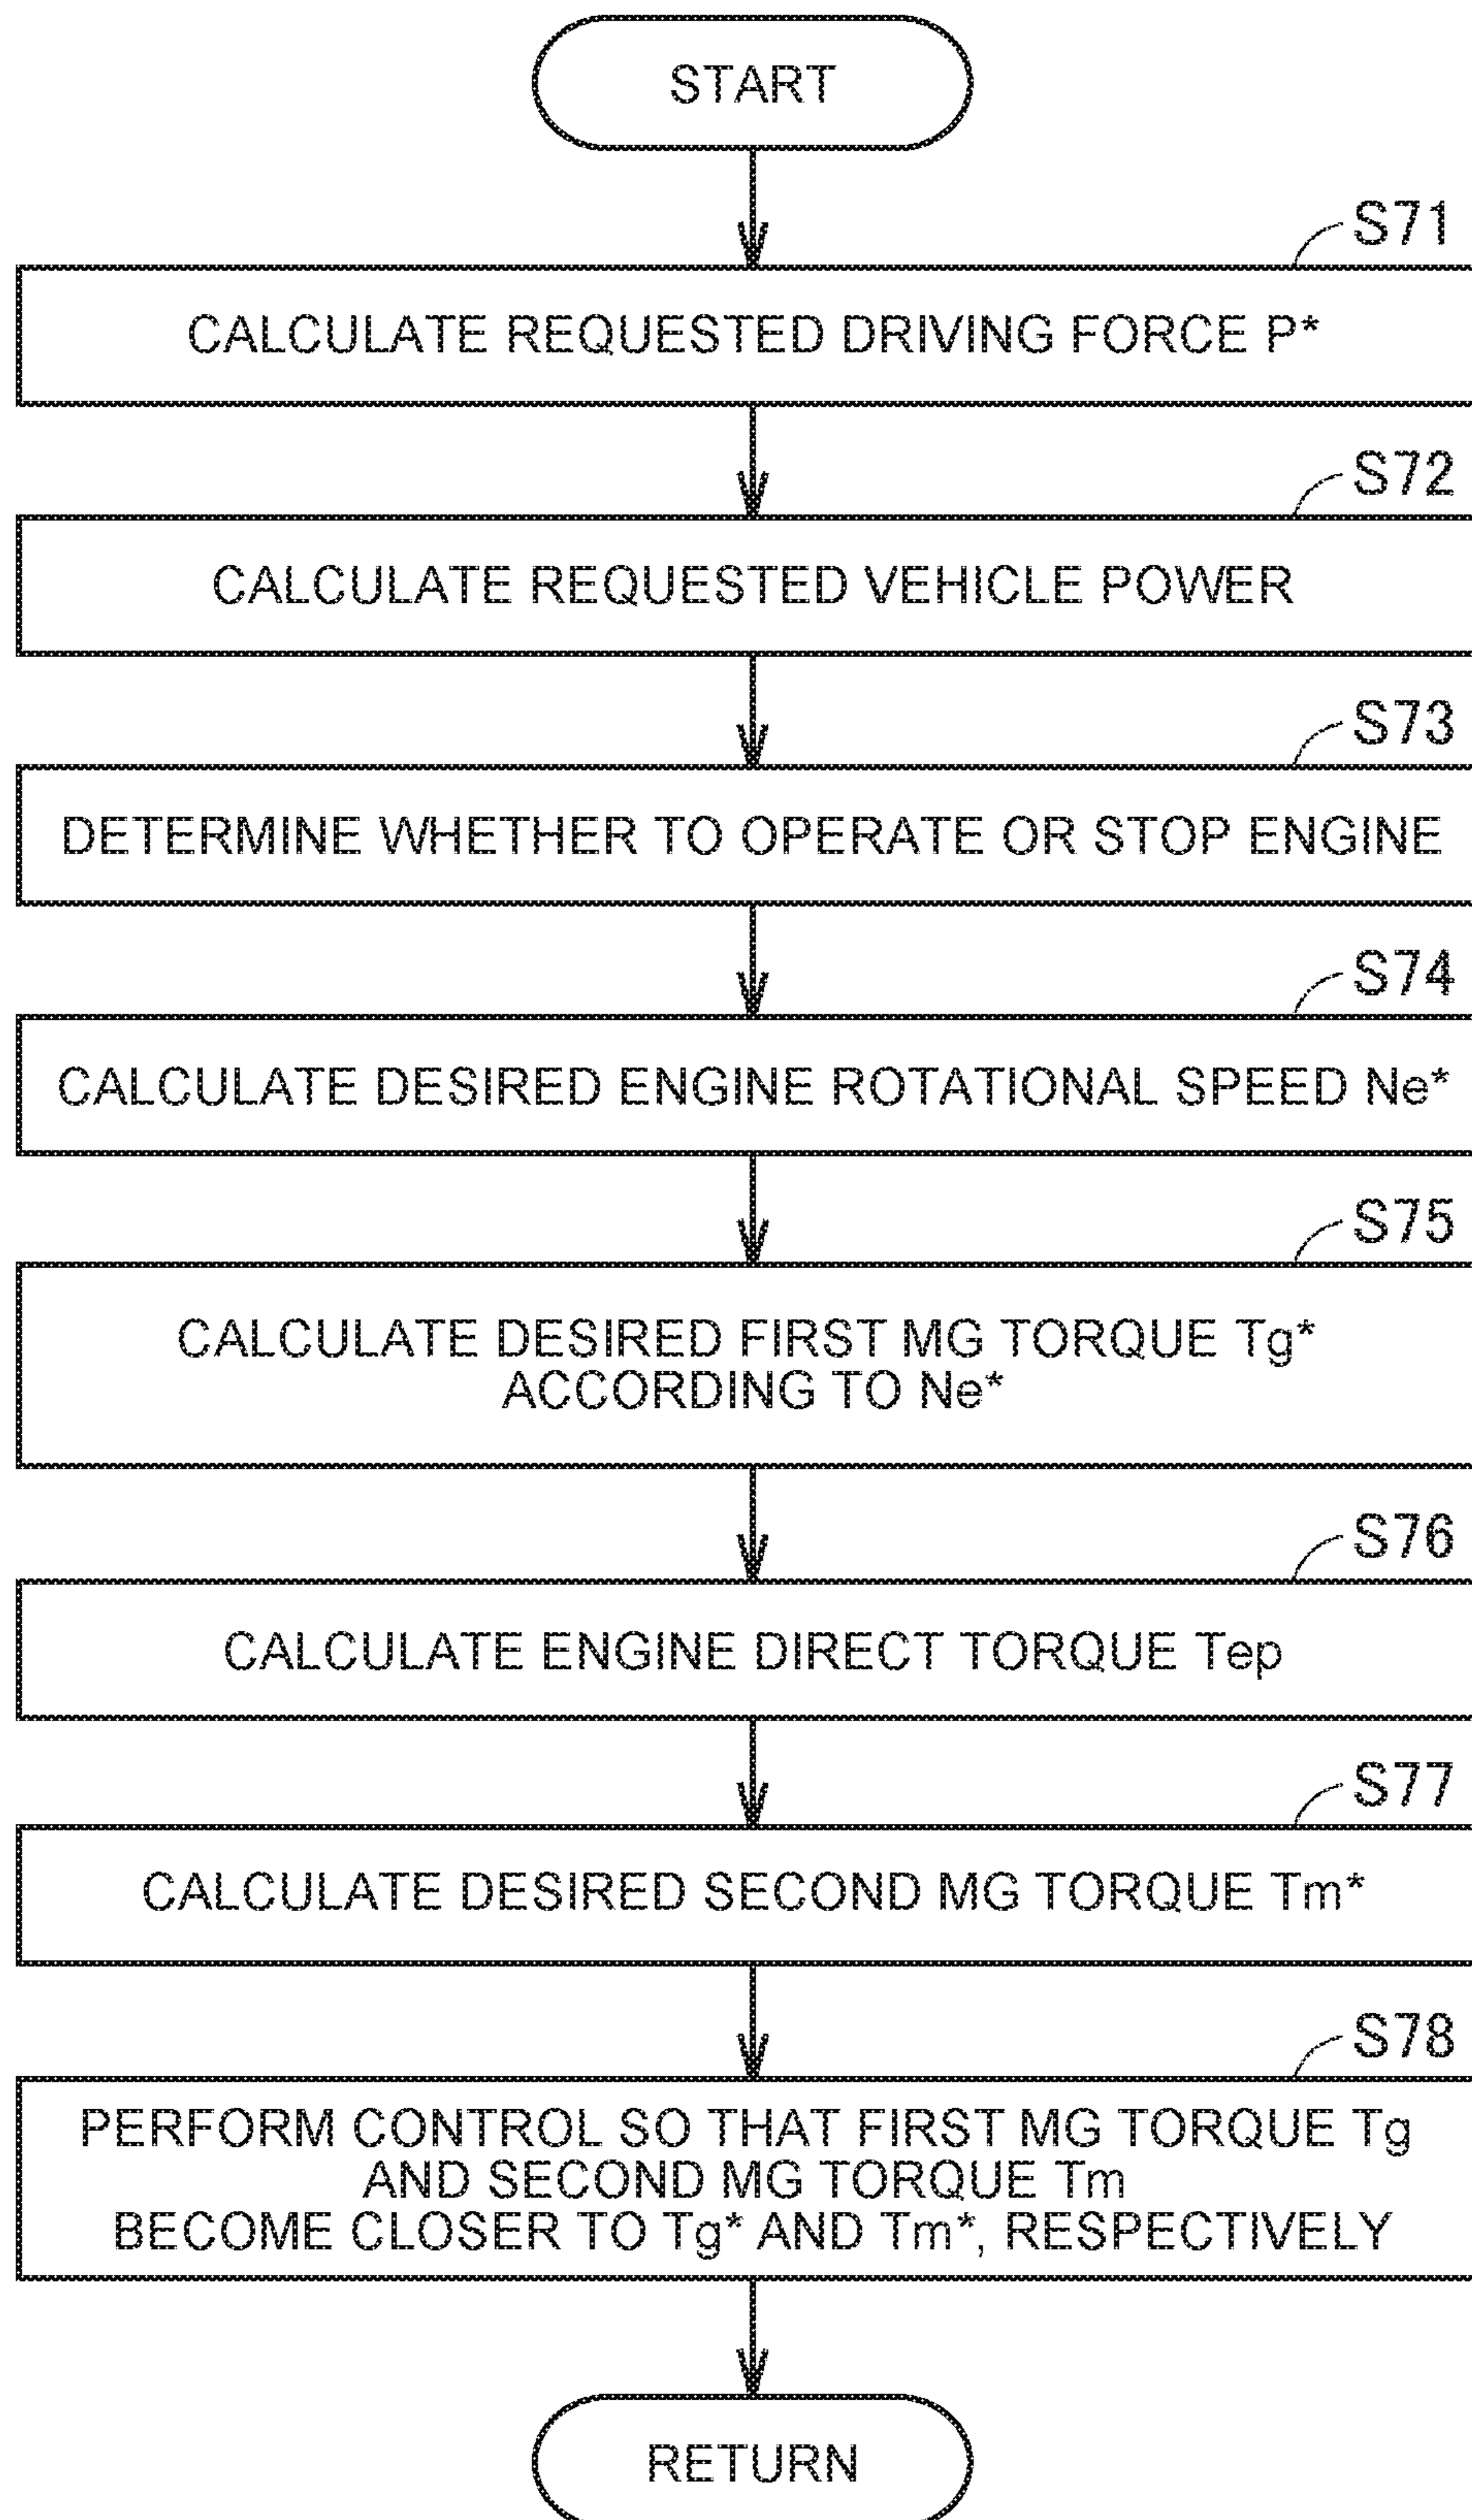 START
S71
CALCULATE REQUESTED DRIVING FORCE P*
S72
CALCULATE REQUESTED VEHICLE POWER
S73
DETERMINE WHETHER TO OPERATE OR STOP ENGINE
S74
CALCULATE DESIRED ENGINE ROTATIONAL SPEED Ne*
S75
CALCULATE DESIRED FIRST MG TORQUE Tg*
ACCORDING TO Ne*
S76
CALCULATE ENGINE DIRECT TORQUE Tep
S77
CALCULATE DESIRED SECOND MG TORQUE Tm*
S78
PERFORM CONTROL SO THAT FIRST MG TORQUE Tg
AND SECOND MG TORQUE Tm
BECOME CLOSER TO Tg* AND Tm*, RESPECTIVELY
RETURN